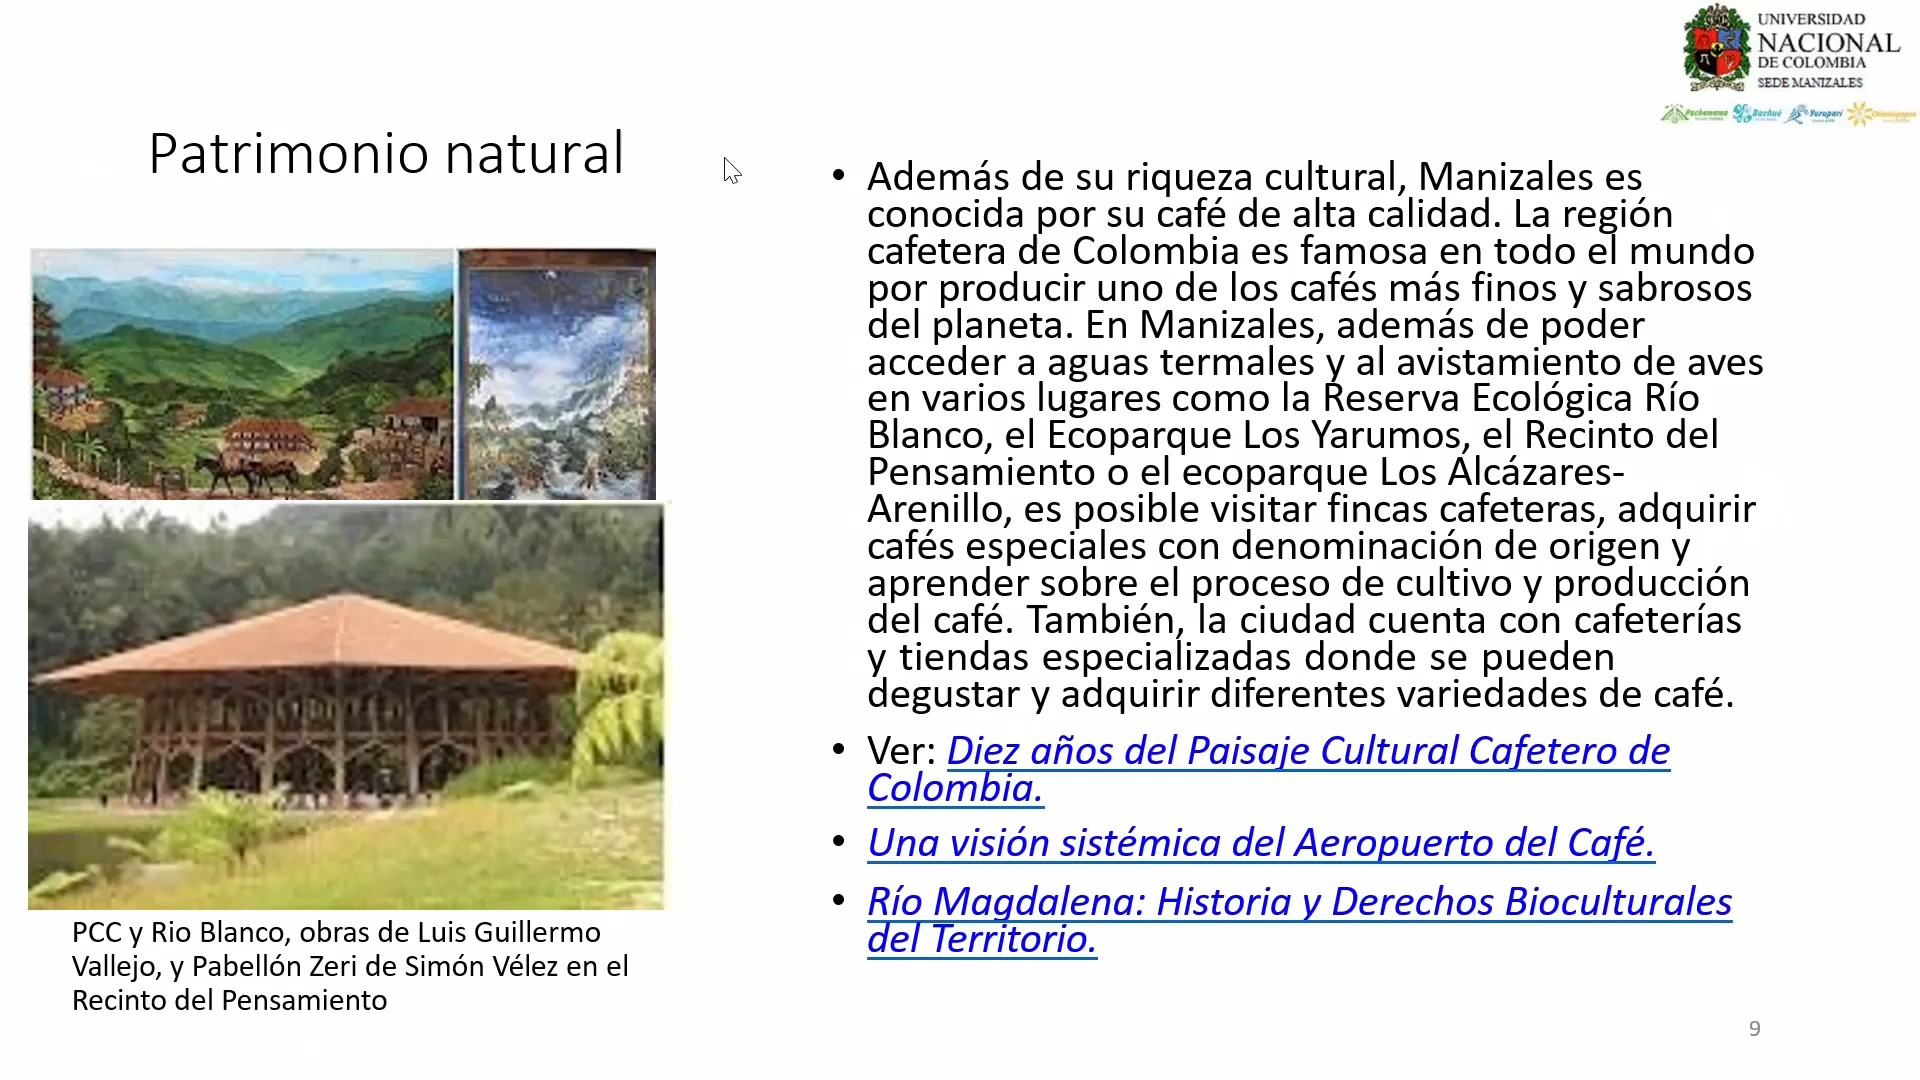 UNIVERSIDAD
NACIONAL
DE COLOMBIA
SEDE MANIZALES
Pachamama Bachué Yurupari Chiminigagua
Patrimonio natural
• Además de su riqueza cultural, Manizales es
conocida por su café de alta calidad. La región
cafetera de Colombia es famosa en todo el mundo
por producir uno de los cafés más finos y sabrosos
del planeta. En Manizales, además de poder
acceder a aguas termales y al avistamiento de aves
en varios lugares como la Reserva Ecológica Río
Blanco, el Ecoparque Los Yarumos, el Recinto del
Pensamiento o el ecoparque Los Alcázares-
Arenillo, es posible visitar fincas cafeteras, adquirir
cafés especiales con denominación de origen y
aprender sobre el proceso de cultivo y producción
del café. También, la ciudad cuenta con cafeterías
y tiendas especializadas donde se pueden
degustar y adquirir diferentes variedades de café.
• Ver: Diez años del Paisaje Cultural Cafetero de
Colombia.
• Una visión sistémica del Aeropuerto del Café.
• Río Magdalena: Historia y Derechos Bioculturales
del Territorio.
PCC y Rio Blanco, obras de Luis Guillermo
Vallejo, y Pabellón Zeri de Simón Vélez en el
Recinto del Pensamiento
9